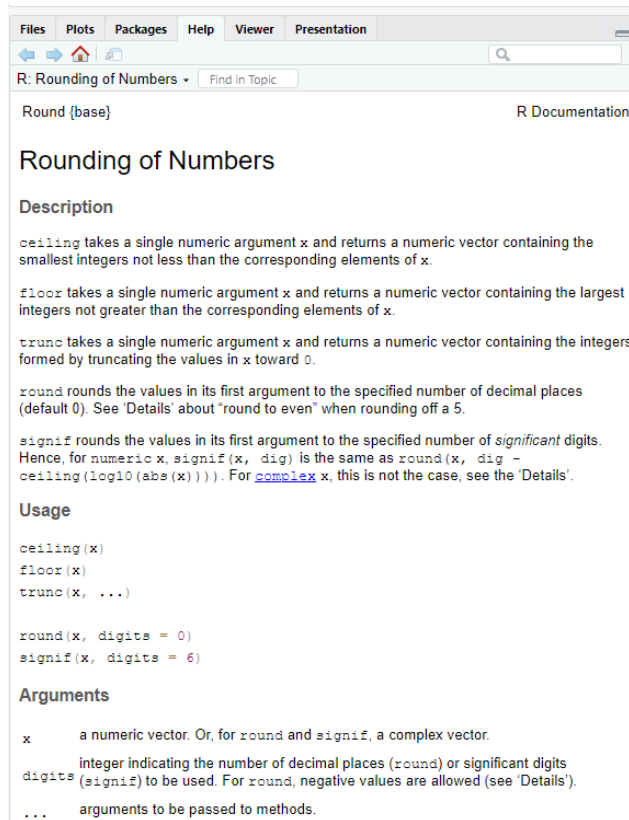 Files Plots Packages Help Viewer Presentation
R: Rounding of Numbers Find in Topic
Round {base} R Documentation
Rounding of Numbers
Description
ceiling takes a single numeric argument x and returns a numeric vector containing the
smallest integers not less than the corresponding elements of x.
floor takes a single numeric argument x and returns a numeric vector containing the largest
integers not greater than the corresponding elements of x.
trunc takes a single numeric argument x and returns a numeric vector containing the integers
formed by truncating the values in x toward 0.
round rounds the values in its first argument to the specified number of decimal places
(default 0). See ‘Details’ about “round to even” when rounding off a 5.
signif rounds the values in its first argument to the specified number of significant digits.
Hence, for numeric x, signif(x, dig) is the same as round(x, dig -
ceiling(log10(abs(x)))). For complex x, this is not the case, see the ‘Details’.
Usage
ceiling(x)
floor(x)
trunc(x, ...)
round(x, digits = 0)
signif(x, digits = 6)
Arguments
x a numeric vector. Or, for round and signif, a complex vector.
digits integer indicating the number of decimal places (round) or significant digits
(signif) to be used. For round, negative values are allowed (see ‘Details’).
... arguments to be passed to methods.